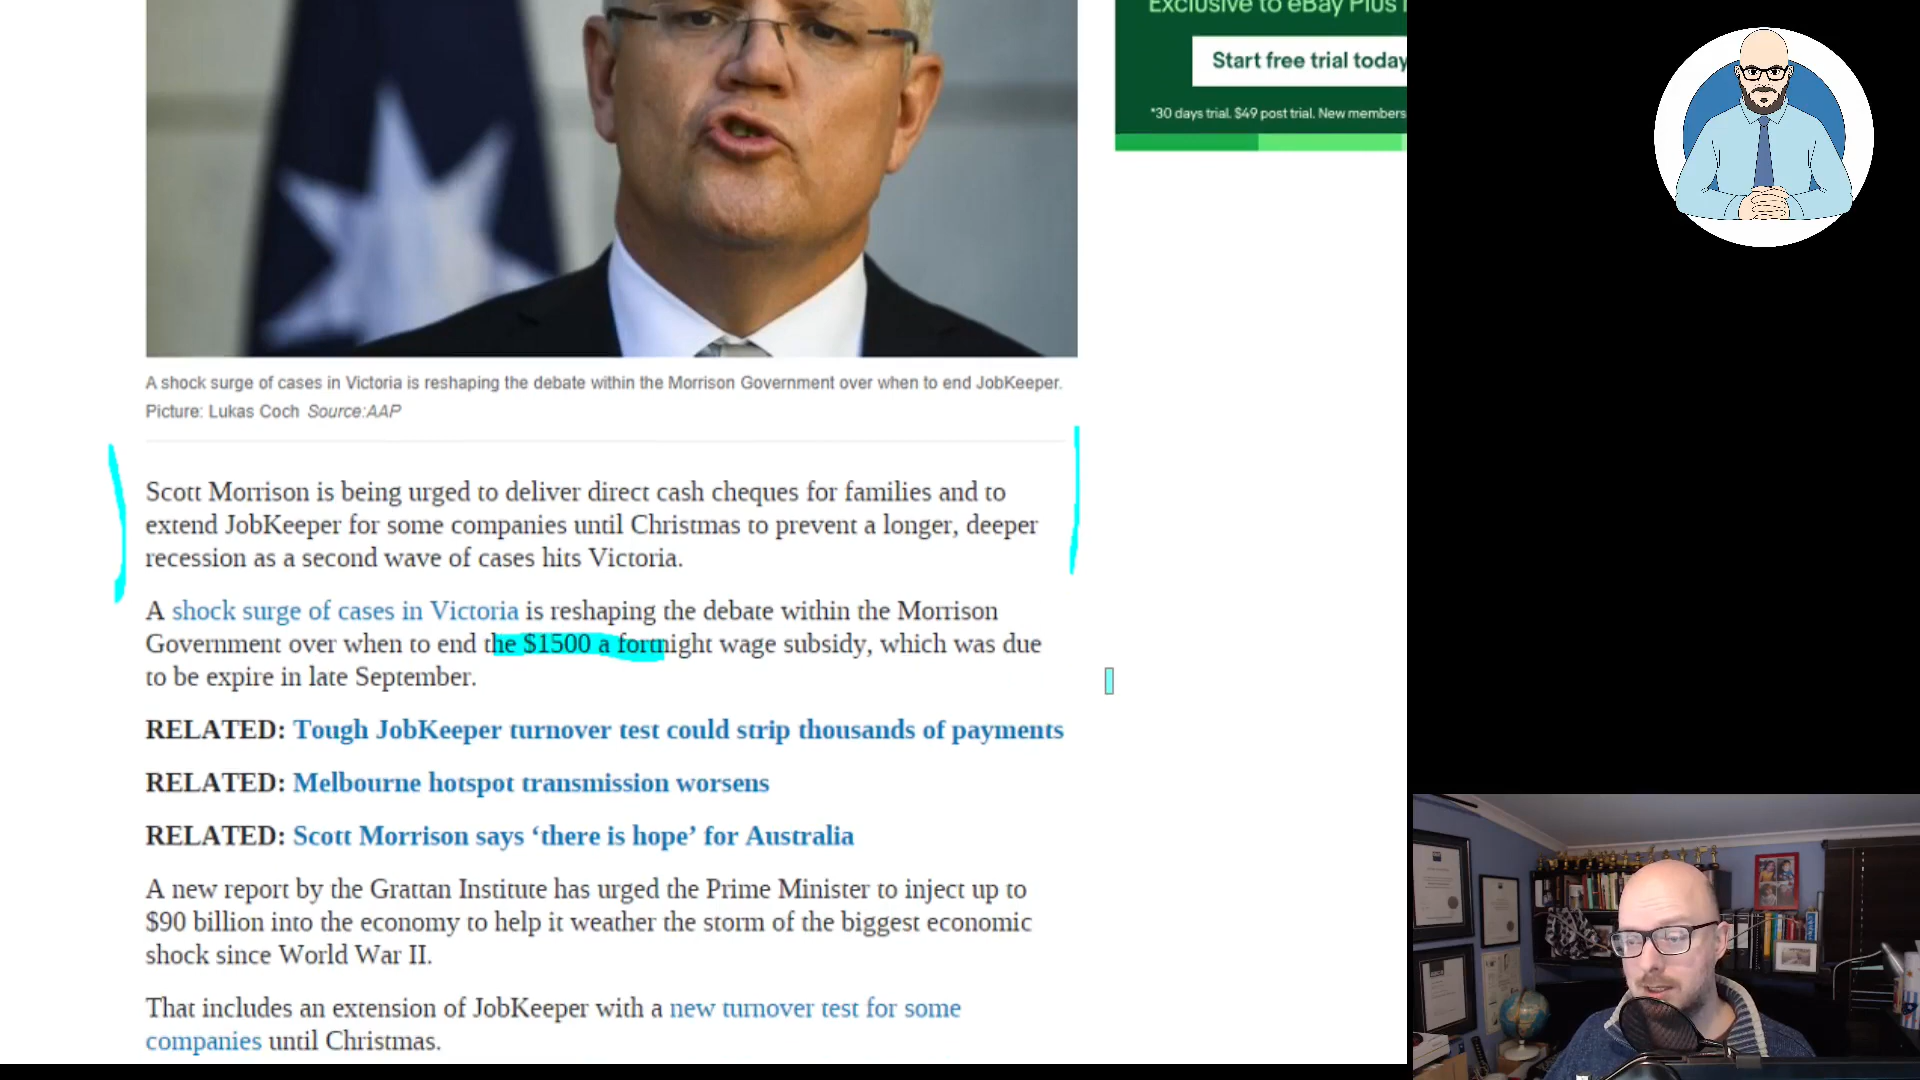 Exclusive to eBay Plus
Start free trial today
*30 days trial. $49 post trial. New members
A shock surge of cases in Victoria is reshaping the debate within the Morrison Government over when to end JobKeeper.
Picture: Lukas Coch Source:AAP
Scott Morrison is being urged to deliver direct cash cheques for families and to
extend JobKeeper for some companies until Christmas to prevent a longer, deeper
recession as a second wave of cases hits Victoria.
A shock surge of cases in Victoria is reshaping the debate within the Morrison
Government over when to end the $1500 a fortnight wage subsidy, which was due
to be expire in late September.
RELATED: Tough JobKeeper turnover test could strip thousands of payments
RELATED: Melbourne hotspot transmission worsens
RELATED: Scott Morrison says ‘there is hope’ for Australia
A new report by the Grattan Institute has urged the Prime Minister to inject up to
$90 billion into the economy to help it weather the storm of the biggest economic
shock since World War II.
That includes an extension of JobKeeper with a new turnover test for some
companies until Christmas.